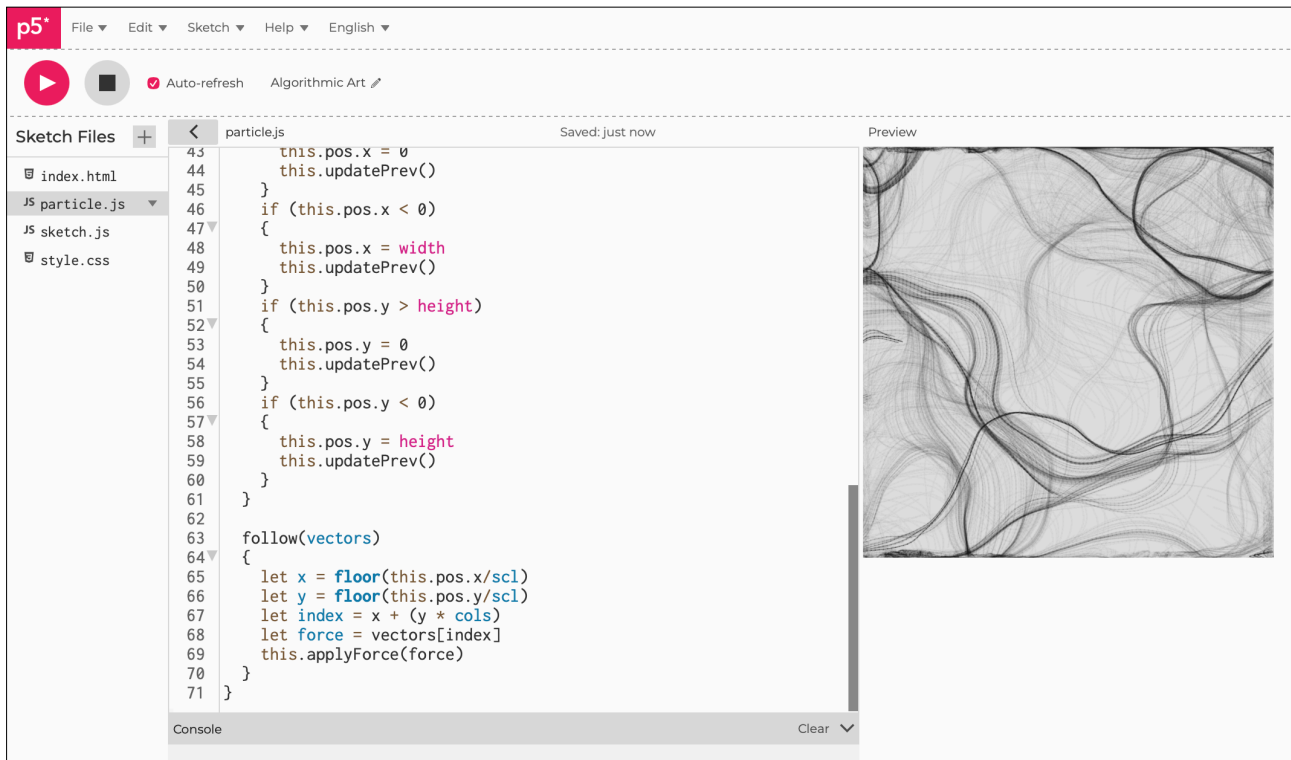 p5* File Edit Sketch Help English
Auto-refresh Algorithmic Art
Sketch Files +
index.html
JS particle.js
JS sketch.js
style.css
particle.js Saved: just now
43 this.pos.x = 0
44 this.updatePrev()
45 }
46 if (this.pos.x < 0)
47 {
48 this.pos.x = width
49 this.updatePrev()
50 }
51 if (this.pos.y > height)
52 {
53 this.pos.y = 0
54 this.updatePrev()
55 }
56 if (this.pos.y < 0)
57 {
58 this.pos.y = height
59 this.updatePrev()
60 }
61 }
62
63 follow(vectors)
64 {
65 let x = floor(this.pos.x/scl)
66 let y = floor(this.pos.y/scl)
67 let index = x + (y * cols)
68 let force = vectors[index]
69 this.applyForce(force)
70 }
71 }
Console Clear
Preview